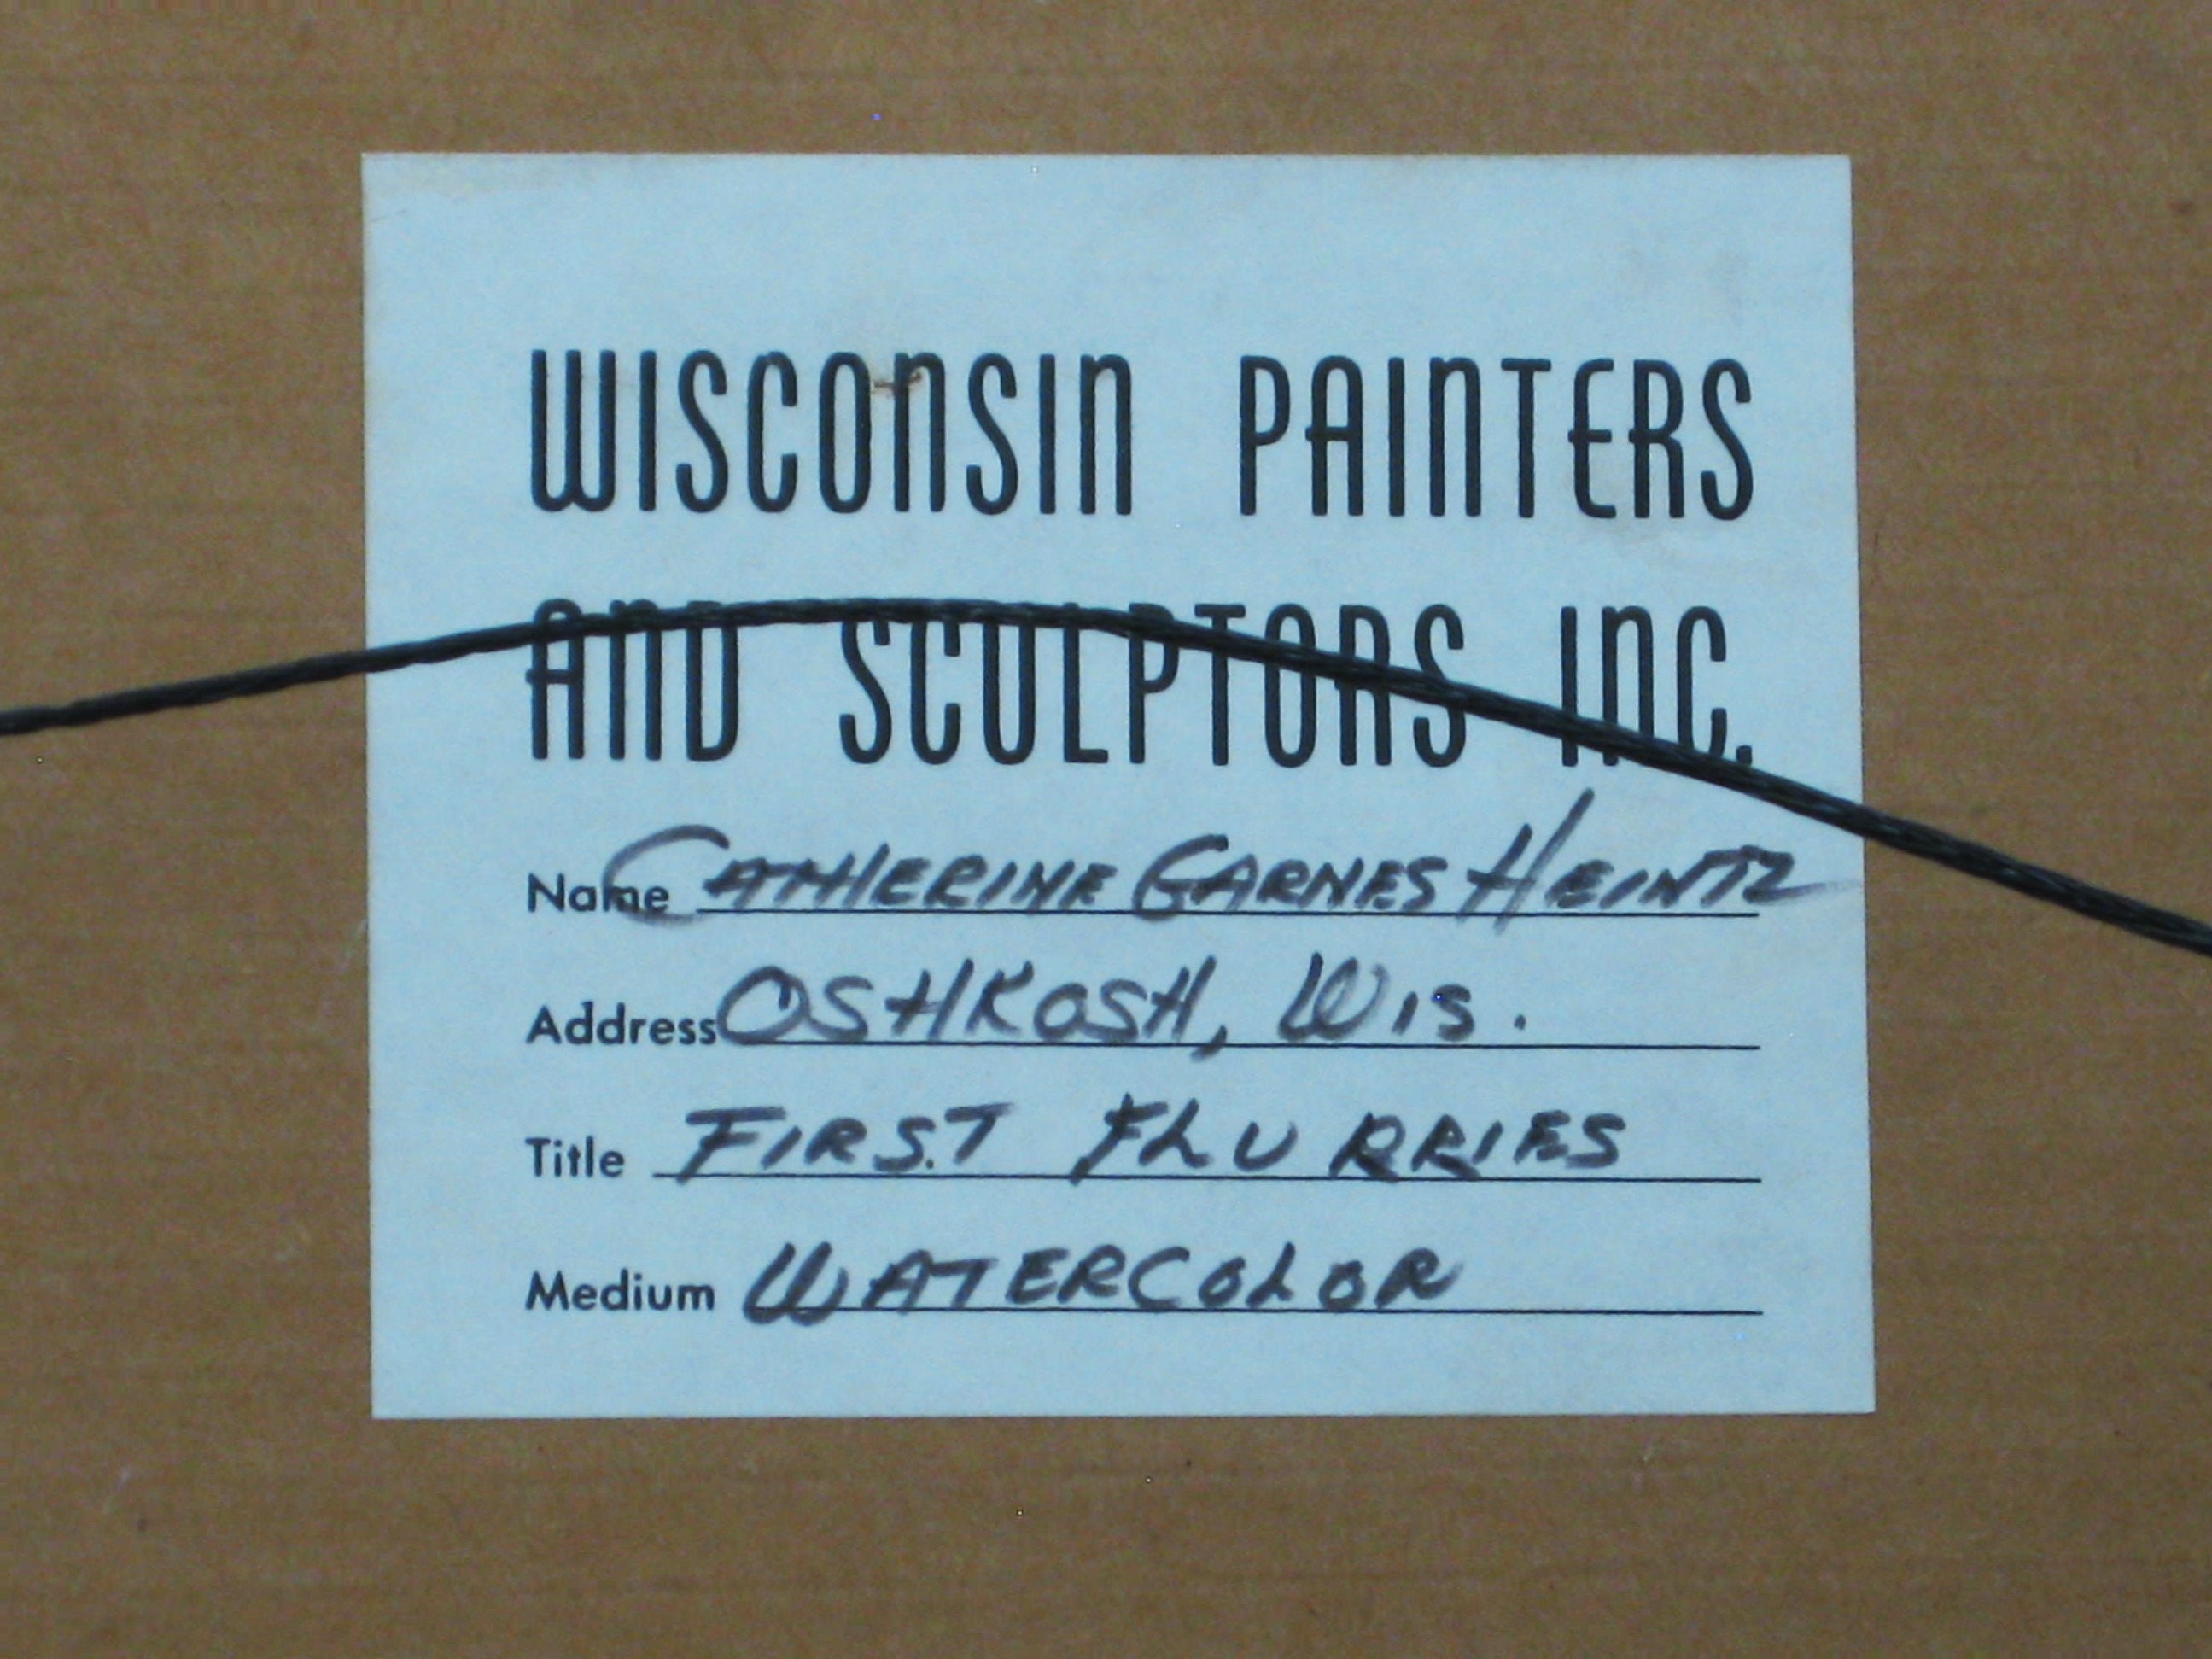 WISCONSIN PAINTERS
AND SCULPTORS INC.
Name CATHERINE GARNES HEINTZ
Address OSHKOSH, WIS.
Title FIRST FLURRIES
Medium WATERCOLOR